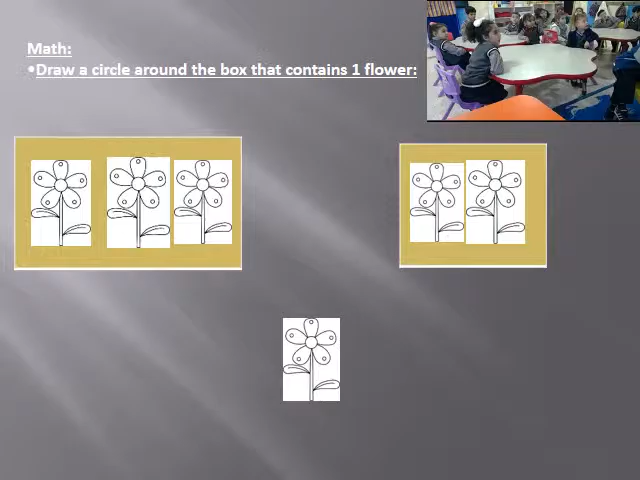 Math:
•Draw a circle around the box that contains 1 flower: